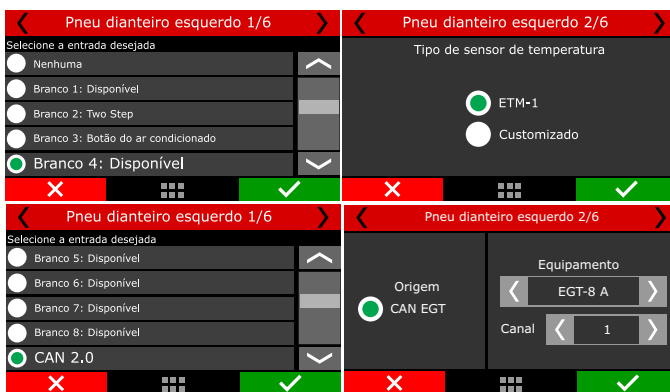 Pneu dianteiro esquerdo 1/6
Selecione a entrada desejada
Nenhuma
Branco 1: Disponível
Branco 2: Two Step
Branco 3: Botão do ar condicionado
Branco 4: Disponível
Pneu dianteiro esquerdo 2/6
Tipo de sensor de temperatura
ETM-1
Customizado
Pneu dianteiro esquerdo 1/6
Selecione a entrada desejada
Branco 5: Disponível
Branco 6: Disponível
Branco 7: Disponível
Branco 8: Disponível
CAN 2.0
Pneu dianteiro esquerdo 2/6
Origem
CAN EGT
Equipamento
EGT-8 A
Canal 1